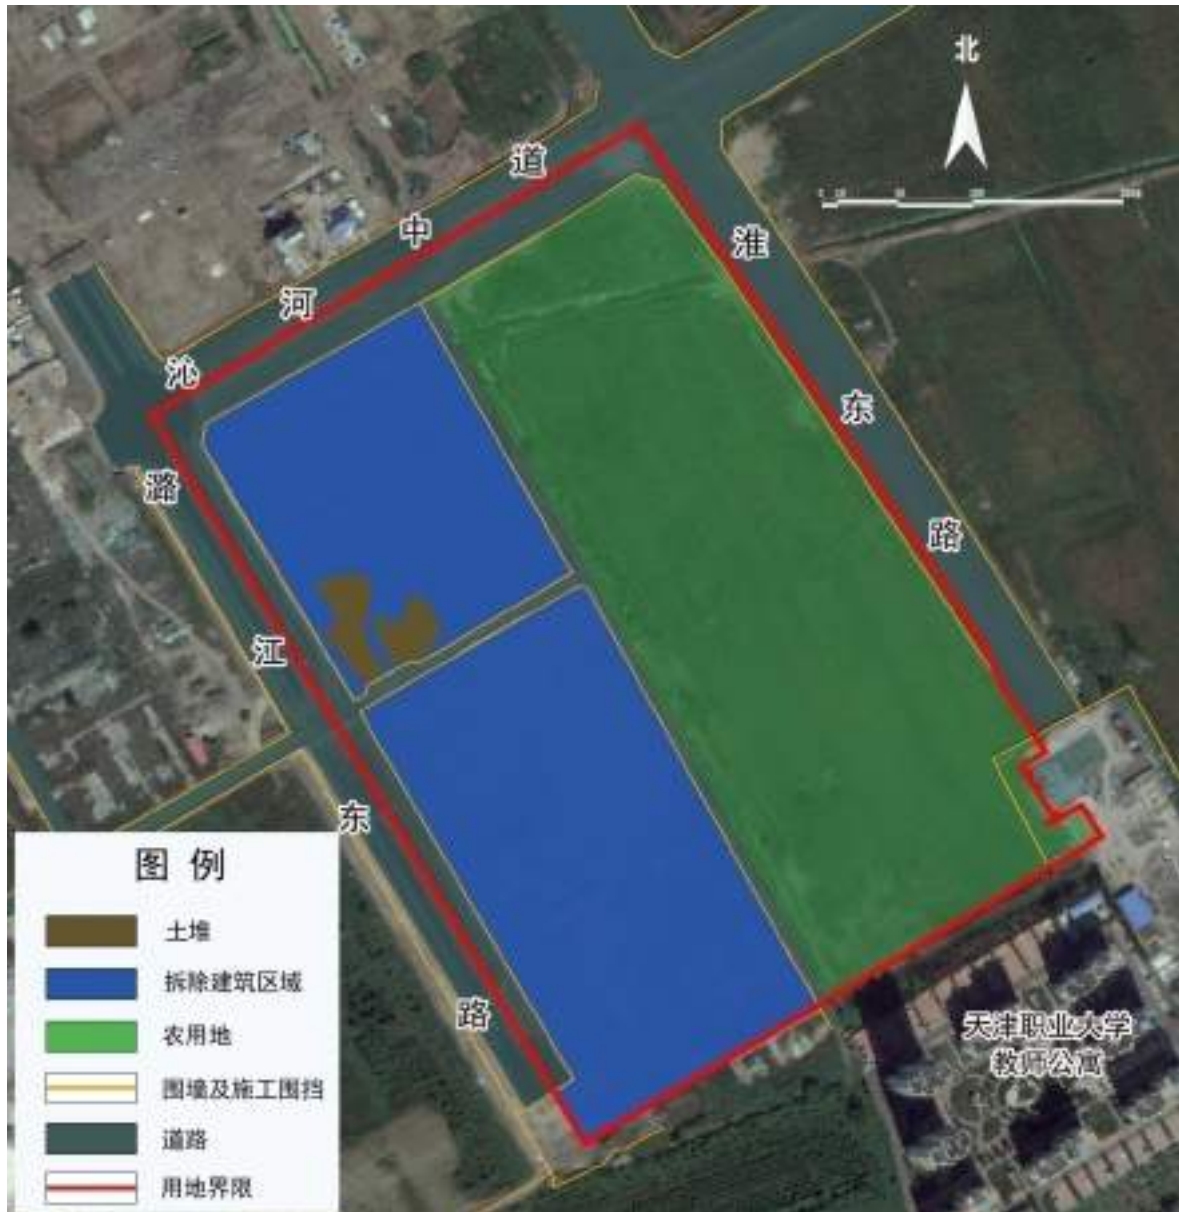 北
沁河中道
淮东路
潞江东路
天津职业大学
教师公寓
图例
土堆
拆除建筑区域
农用地
围墙及施工围挡
道路
用地界限